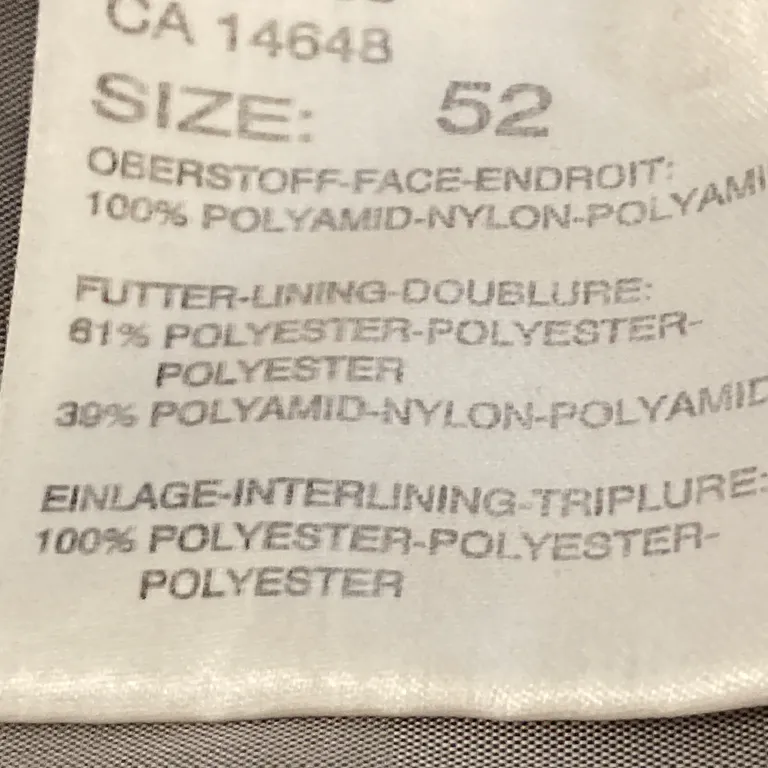 CA 14648
SIZE: 52
OBERSTOFF-FACE-ENDROIT:
100% POLYAMID-NYLON-POLYAMI
FUTTER-LINING-DOUBLURE:
61% POLYESTER-POLYESTER-
POLYESTER
39% POLYAMID-NYLON-POLYAMID
EINLAGE-INTERLINING-TRIPLURE:
100% POLYESTER-POLYESTER-
POLYESTER